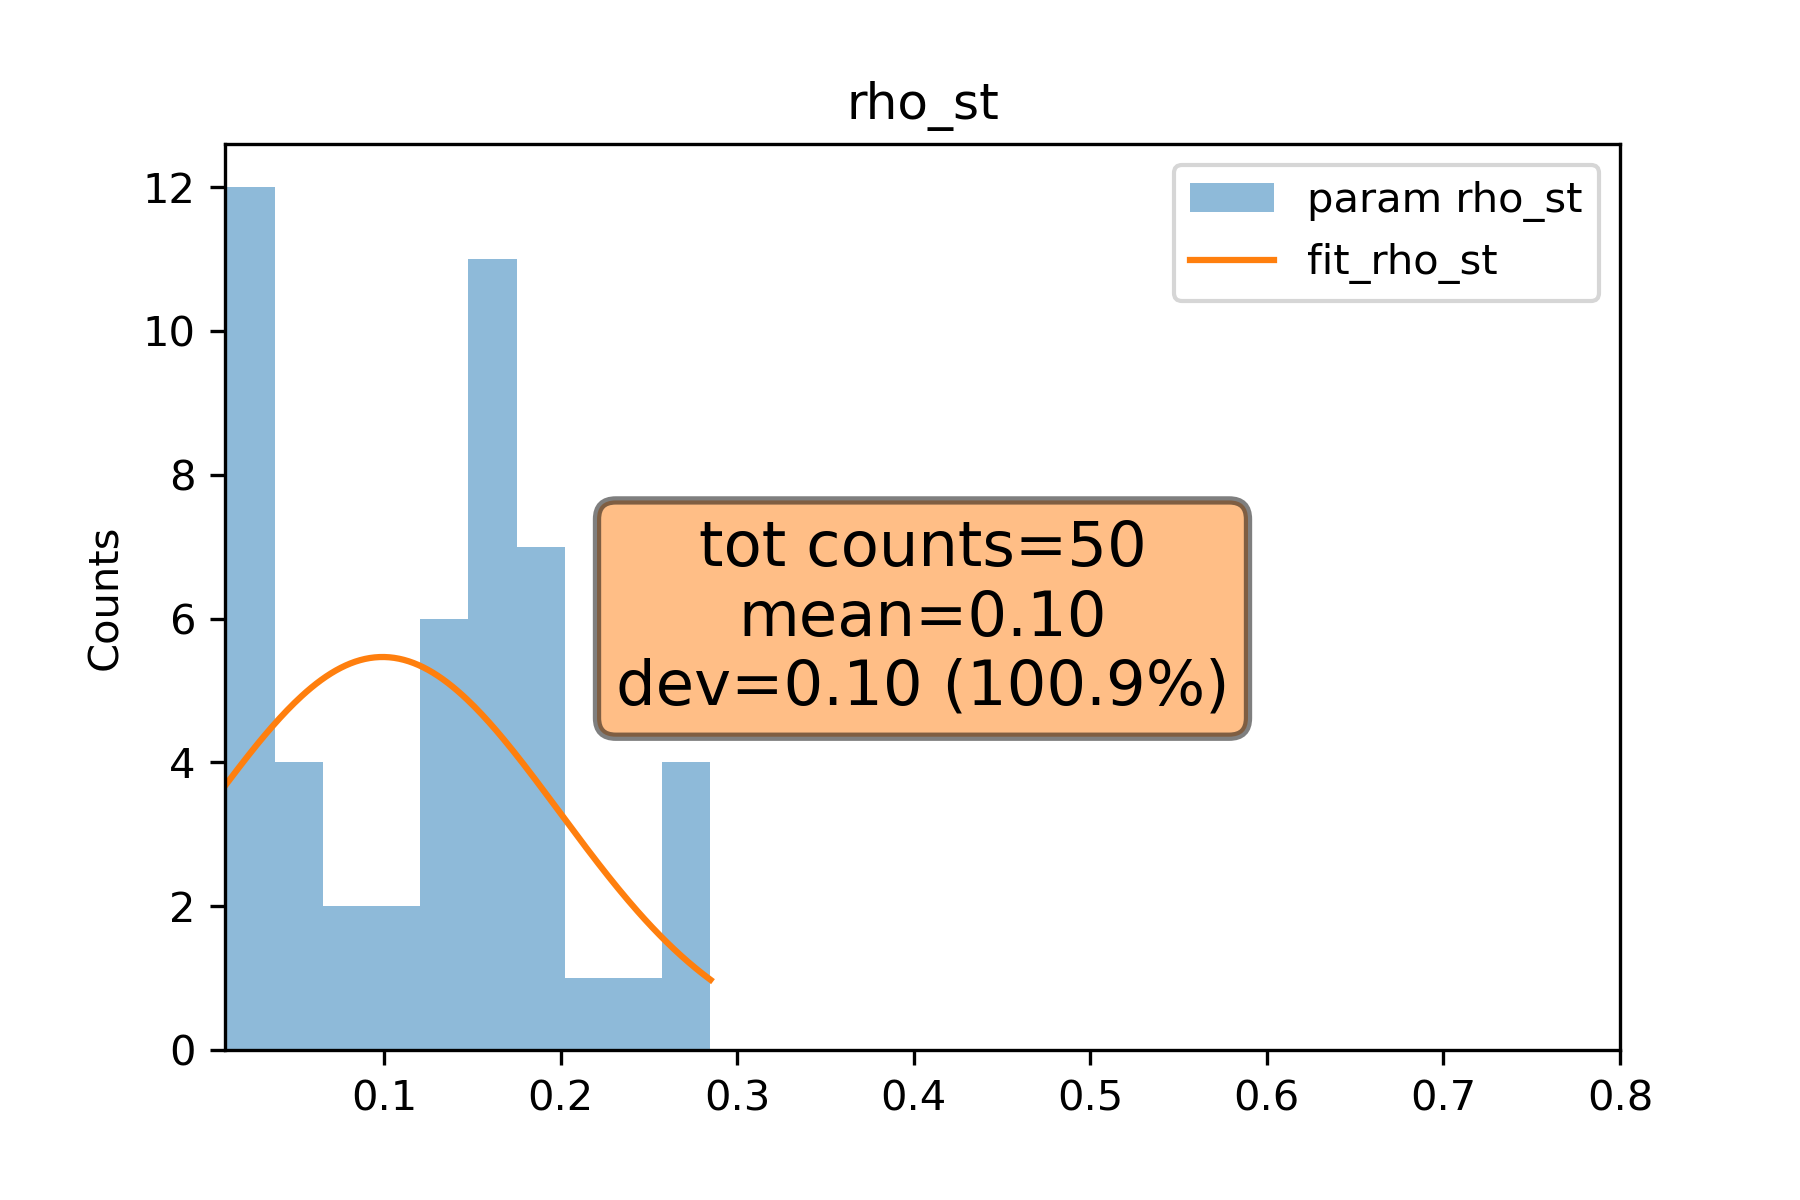 rho_st
param rho_st
fit_rho_st
Counts
12
10
8
6
4
2
0
tot counts=50
mean=0.10
dev=0.10 (100.9%)
0.1 0.2 0.3 0.4 0.5 0.6 0.7 0.8